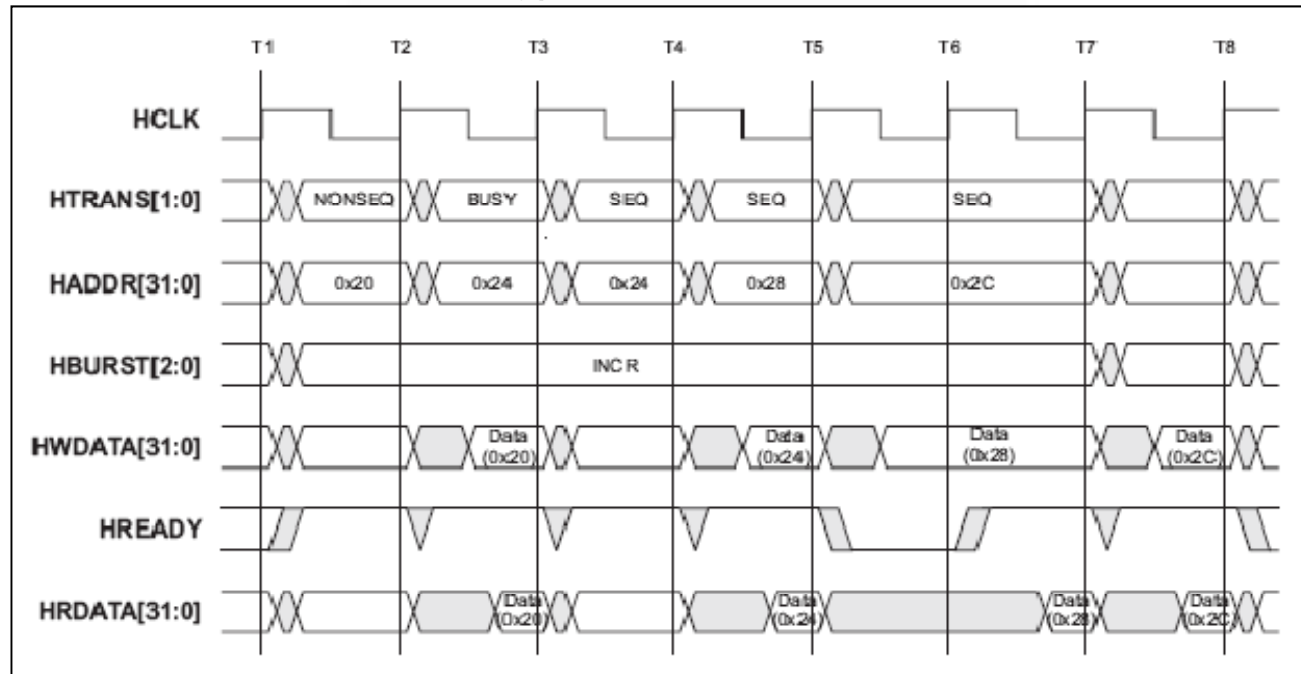 T1 T2 T3 T4 T5 T6 T7 T8
HCLK
HTRANS[1:0] NONSEQ BUSY SEQ SEQ SEQ
HADDR[31:0] 0x20 0x24 0x24 0x28 0x2C
HBURST[2:0] INCR
HWDATA[31:0] Data (0x20) Data (0x24) Data (0x28) Data (0x2C)
HREADY
HRDATA[31:0] Data (0x20) Data (0x24) Data (0x28) Data (0x2C)